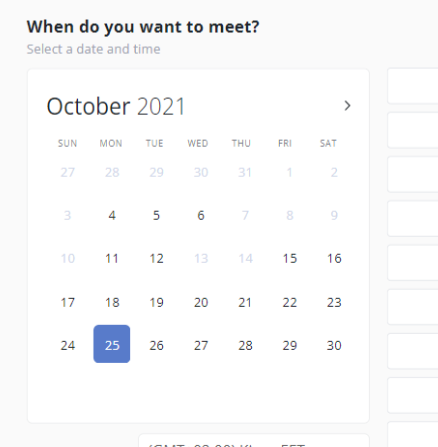 When do you want to meet?
Select a date and time
October 2021 >
SUN MON TUE WED THU FRI SAT
27 28 29 30 31 1 2
3 4 5 6 7 8 9
10 11 12 13 14 15 16
17 18 19 20 21 22 23
24 25 26 27 28 29 30